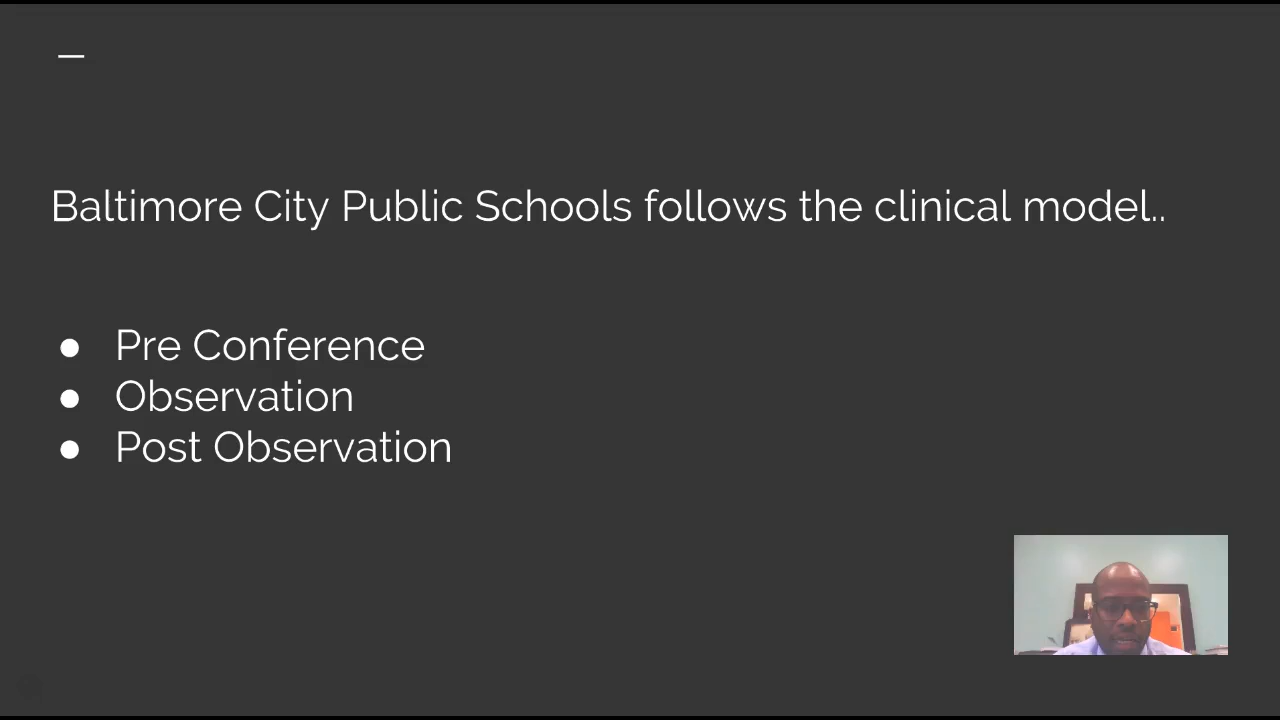 Baltimore City Public Schools follows the clinical model..
● Pre Conference
● Observation
● Post Observation